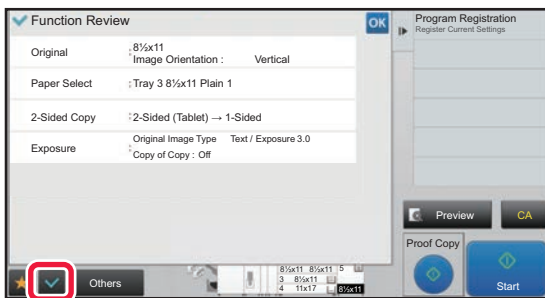 Function Review
OK
Original
: 8½x11
Image Orientation : Vertical
Paper Select
: Tray 3 8½x11 Plain 1
2-Sided Copy
: 2-Sided (Tablet) → 1-Sided
Exposure
: Original Image Type Text / Exposure 3.0
Copy of Copy : Off
Program Registration
Register Current Settings
Preview
CA
Proof Copy
Start
Others
8½x11 8½x11 5
3 8½x11
4 11x17
8½x11